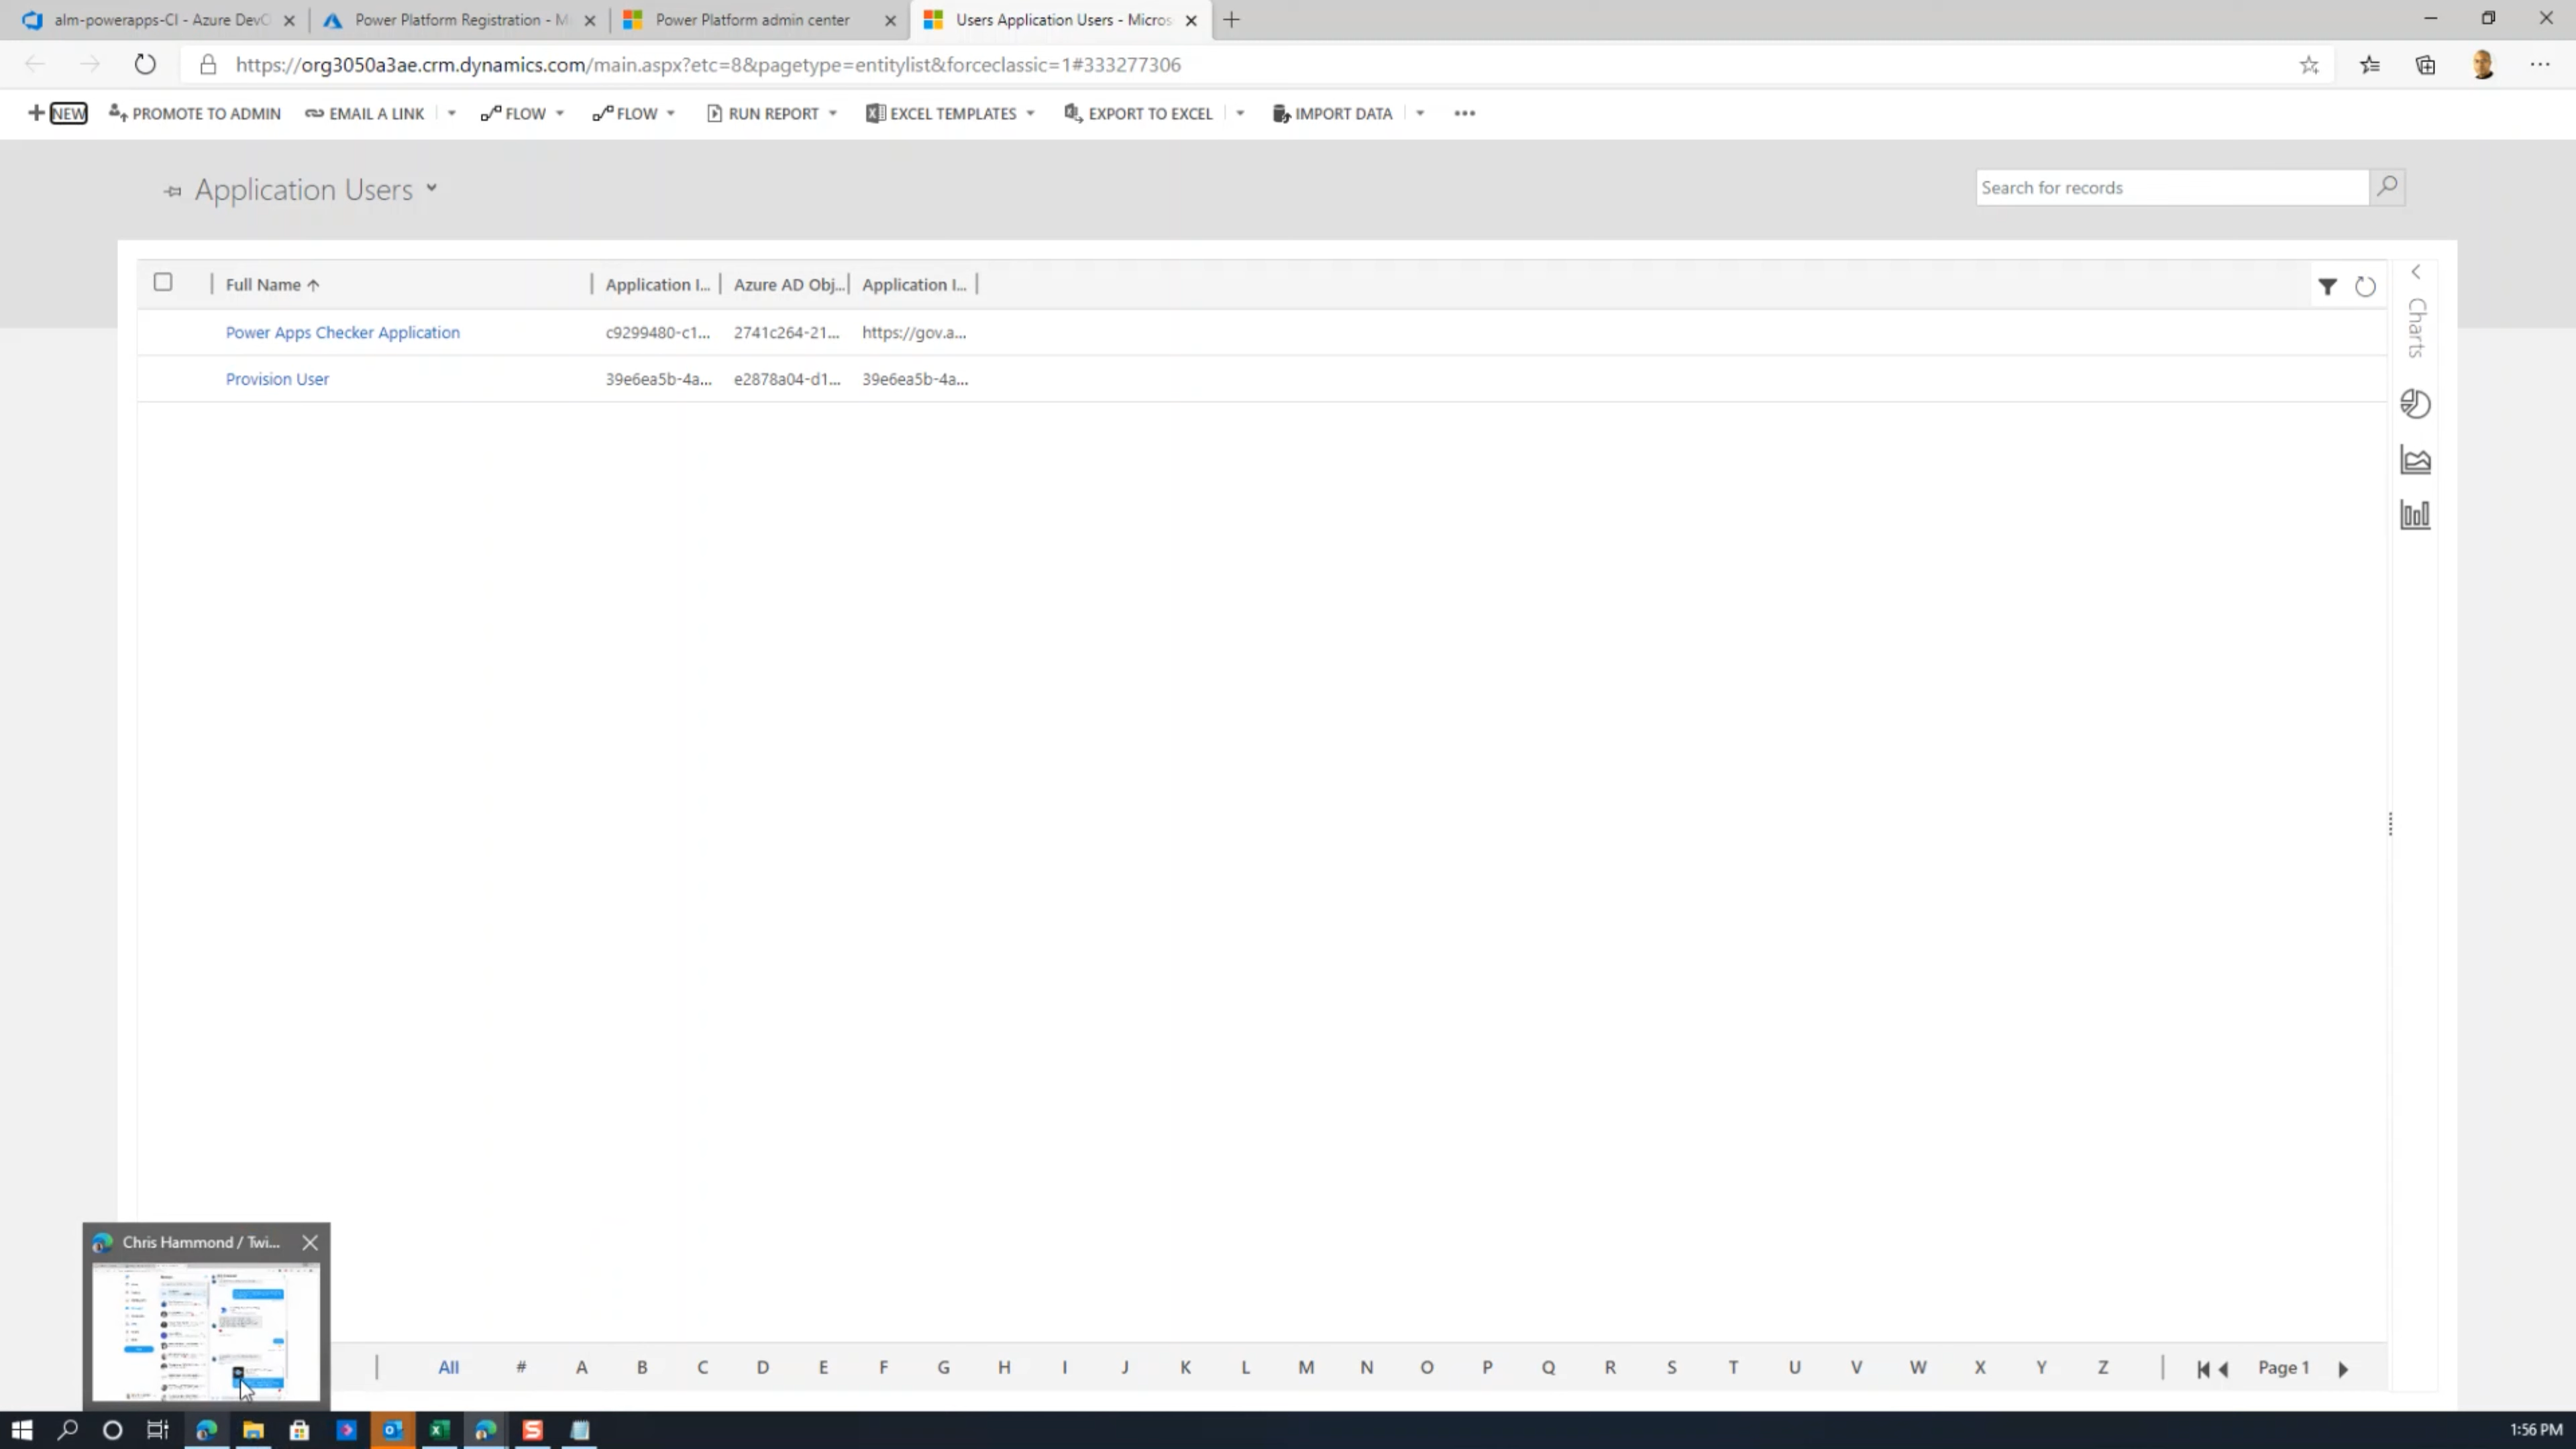 alm-powerapps-CI - Azure DevO
Power Platform Registration - Mi
Power Platform admin center
Users Application Users - Micros
https://org3050a3ae.crm.dynamics.com/main.aspx?etc=8&pagetype=entitylist&forceclassic=1#333277306
NEW PROMOTE TO ADMIN EMAIL A LINK FLOW FLOW RUN REPORT EXCEL TEMPLATES EXPORT TO EXCEL IMPORT DATA
Application Users
Search for records
Full Name Application I... Azure AD Obj... Application I...
Charts
Power Apps Checker Application c9299480-c1... 2741c264-21... https://gov.a...
Provision User 39e6ea5b-4a... e2878a04-d1... 39e6ea5b-4a...
Chris Hammond / Twi...
All # A B C D E F G H I J K L M N O P Q R S T U V W X Y Z Page 1
1:56 PM